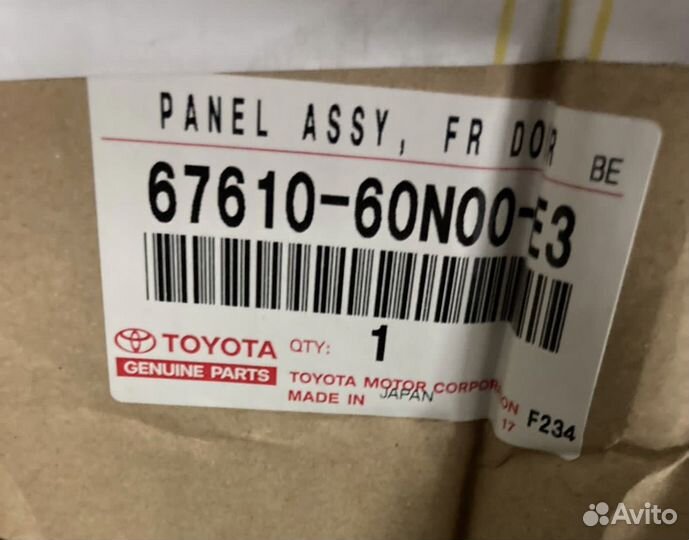 PANEL ASSY, FR DOR
BE
67610-60N00-E3
TOYOTA
GENUINE PARTS
QTY: 1
TOYOTA MOTOR CORPORATION
MADE IN JAPAN
17
F234
Avito